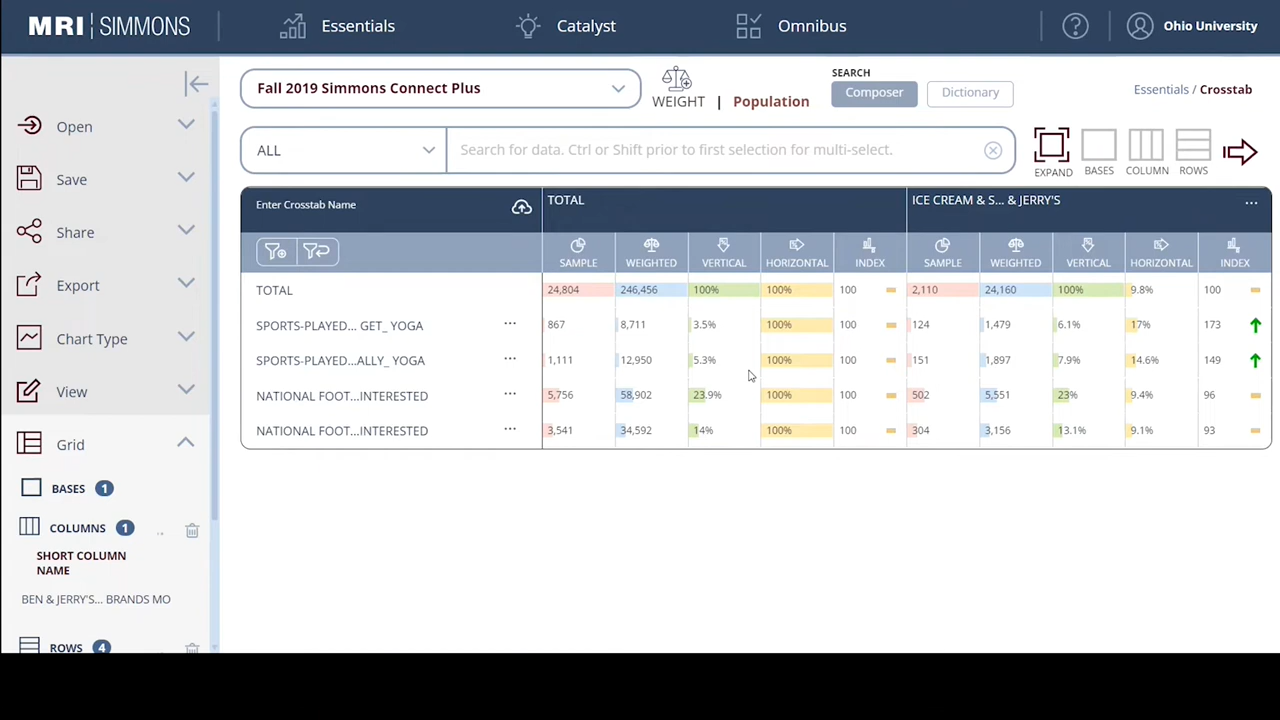 MRI | SIMMONS Essentials Catalyst Omnibus ? Ohio University
Fall 2019 Simmons Connect Plus WEIGHT | Population SEARCH Composer Dictionary Essentials / Crosstab
ALL Search for data. Ctrl or Shift prior to first selection for multi-select. EXPAND BASES COLUMN ROWS
Open
Save
Share
Export
Chart Type
View
Grid
BASES 1
COLUMNS 1 ..
SHORT COLUMN
NAME
BEN & JERRY'S... BRANDS MO
ROWS 4
Enter Crosstab Name TOTAL ICE CREAM & S... & JERRY'S ...
SAMPLE WEIGHTED VERTICAL HORIZONTAL INDEX SAMPLE WEIGHTED VERTICAL HORIZONTAL INDEX
TOTAL 24,804 246,456 100% 100% 100 2,110 24,160 100% 9.8% 100
SPORTS-PLAYED... GET_ YOGA ... 867 8,711 3.5% 100% 100 124 1,479 6.1% 17% 173
SPORTS-PLAYED...ALLY_ YOGA ... 1,111 12,950 5.3% 100% 100 151 1,897 7.9% 14.6% 149
NATIONAL FOOT...INTERESTED ... 5,756 58,902 23.9% 100% 100 502 5,551 23% 9.4% 96
NATIONAL FOOT...INTERESTED ... 3,541 34,592 14% 100% 100 304 3,156 13.1% 9.1% 93